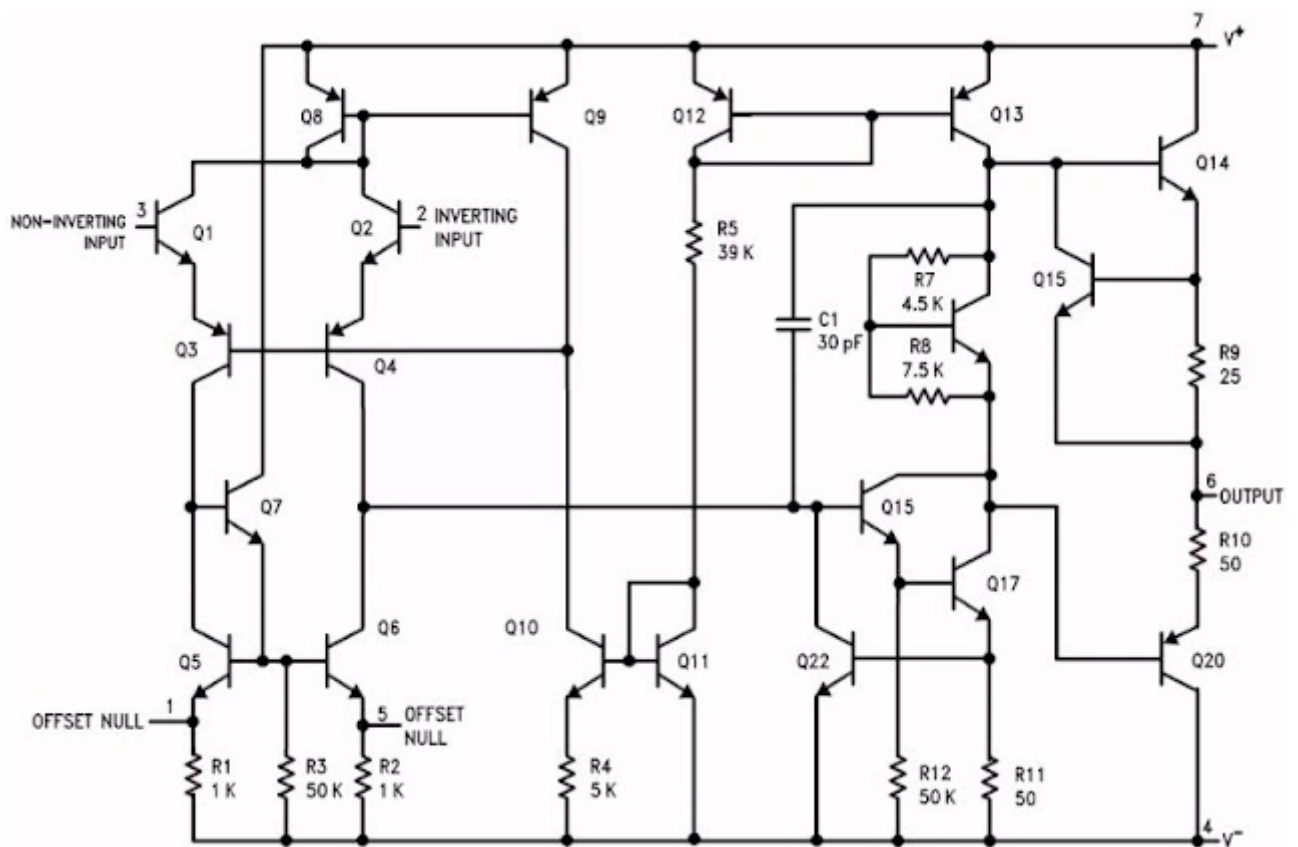 7
V+
Q8
Q9
Q12
Q13
Q14
3
NON-INVERTING
INPUT
Q1
Q2
2 INVERTING
INPUT
R5
39 K
R7
4.5 K
Q15
C1
30 pF
R8
7.5 K
R9
25
Q3
Q4
6
OUTPUT
Q7
Q15
R10
50
Q17
Q10
Q6
Q5
Q11
Q22
Q20
1
OFFSET NULL
5
OFFSET
NULL
R1
1 K
R3
50 K
R2
1 K
R4
5 K
R12
50 K
R11
50
4
V-